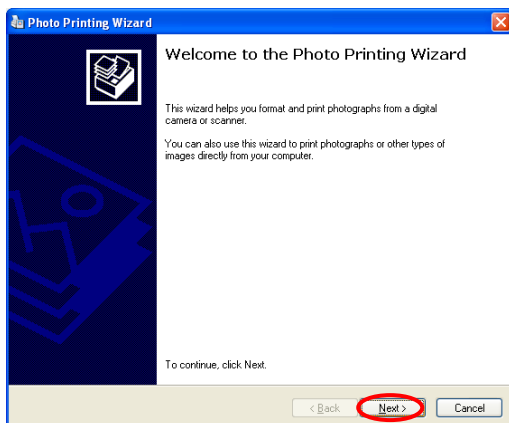 Photo Printing Wizard
Welcome to the Photo Printing Wizard
This wizard helps you format and print photographs from a digital
camera or scanner.
You can also use this wizard to print photographs or other types of
images directly from your computer.
To continue, click Next.
< Back
Next >
Cancel